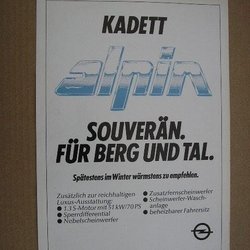 KADETT
alpin
SOUVERÄN.
FÜR BERG UND TAL.
Spätestens im Winter wärmstens zu empfehlen.
Zusätzlich zur reichhaltigen
Luxus-Ausstattung:
● 1.3 S-Motor mit 51 kW/70 PS
● Sperrdifferential
● Nebelscheinwerfer
● Zusatzfernscheinwerfer
● Scheinwerfer-Wasch-
anlage
● beheizbarer Fahrersitz